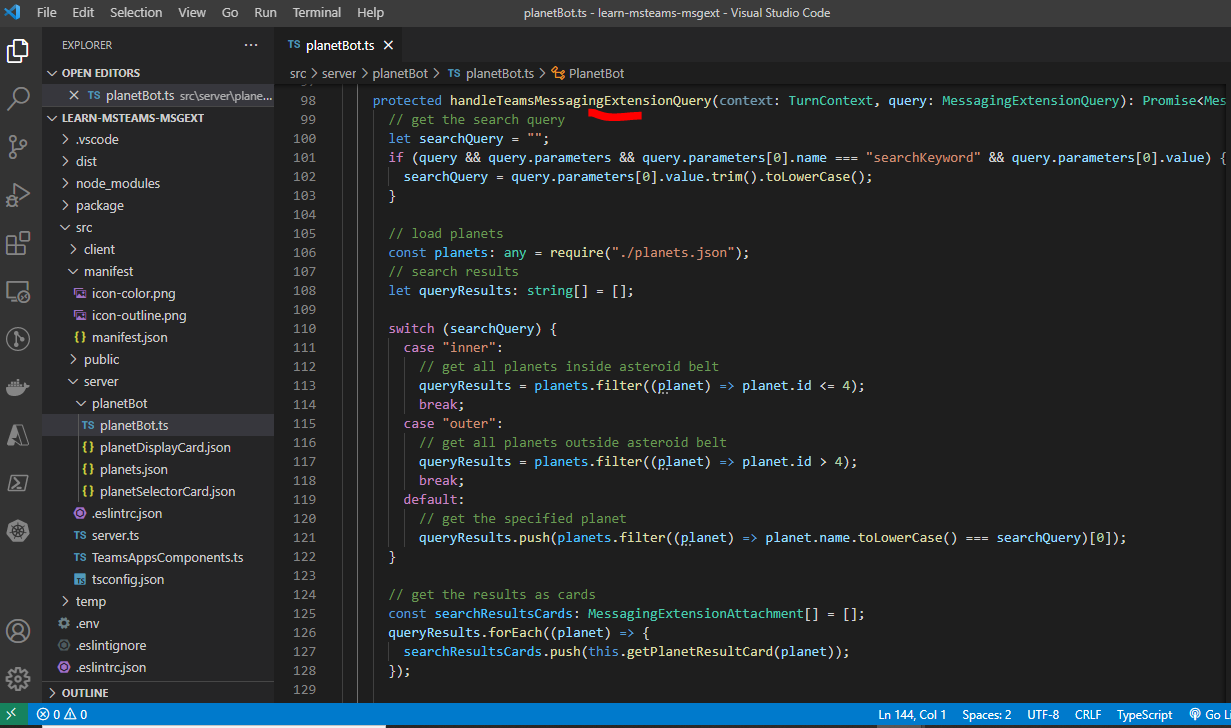 File Edit Selection View Go Run Terminal Help planetBot.ts - learn-msteams-msgext - Visual Studio Code
EXPLORER ...
OPEN EDITORS
planetBot.ts src\server\plane...
LEARN-MSTEAMS-MSGEXT
.vscode
dist
node_modules
package
src
client
manifest
icon-color.png
icon-outline.png
{} manifest.json
public
server
planetBot
TS planetBot.ts
{} planetDisplayCard.json
{} planets.json
{} planetSelectorCard.json
.eslintrc.json
TS server.ts
TS TeamsAppsComponents.ts
tsconfig.json
temp
.env
.eslintignore
.eslintrc.json
OUTLINE
TS planetBot.ts
src > server > planetBot > TS planetBot.ts > PlanetBot
98 protected handleTeamsMessagingExtensionQuery(context: TurnContext, query: MessagingExtensionQuery): Promise<Mes
99 // get the search query
100 let searchQuery = "";
101 if (query && query.parameters && query.parameters[0].name === "searchKeyword" && query.parameters[0].value) {
102 searchQuery = query.parameters[0].value.trim().toLowerCase();
103 }
104
105 // load planets
106 const planets: any = require("./planets.json");
107 // search results
108 let queryResults: string[] = [];
109
110 switch (searchQuery) {
111 case "inner":
112 // get all planets inside asteroid belt
113 queryResults = planets.filter((planet) => planet.id <= 4);
114 break;
115 case "outer":
116 // get all planets outside asteroid belt
117 queryResults = planets.filter((planet) => planet.id > 4);
118 break;
119 default:
120 // get the specified planet
121 queryResults.push(planets.filter((planet) => planet.name.toLowerCase() === searchQuery)[0]);
122 }
123
124 // get the results as cards
125 const searchResultsCards: MessagingExtensionAttachment[] = [];
126 queryResults.forEach((planet) => {
127 searchResultsCards.push(this.getPlanetResultCard(planet));
128 });
129
0 0 Ln 144, Col 1 Spaces: 2 UTF-8 CRLF TypeScript Go